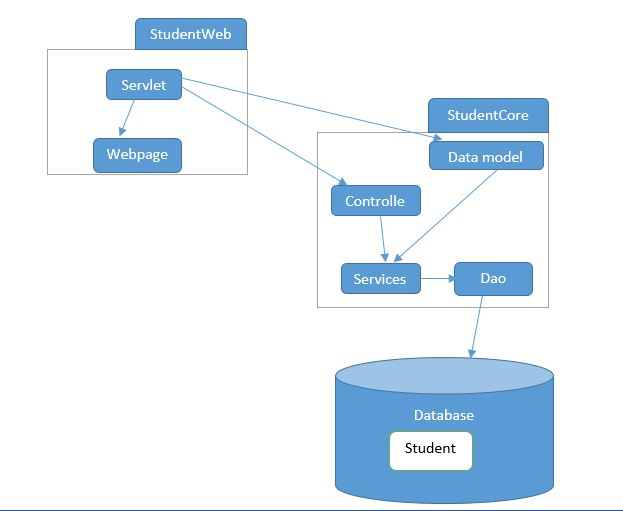 StudentWeb
Servlet
Webpage
StudentCore
Data model
Controlle
Services
Dao
Database
Student